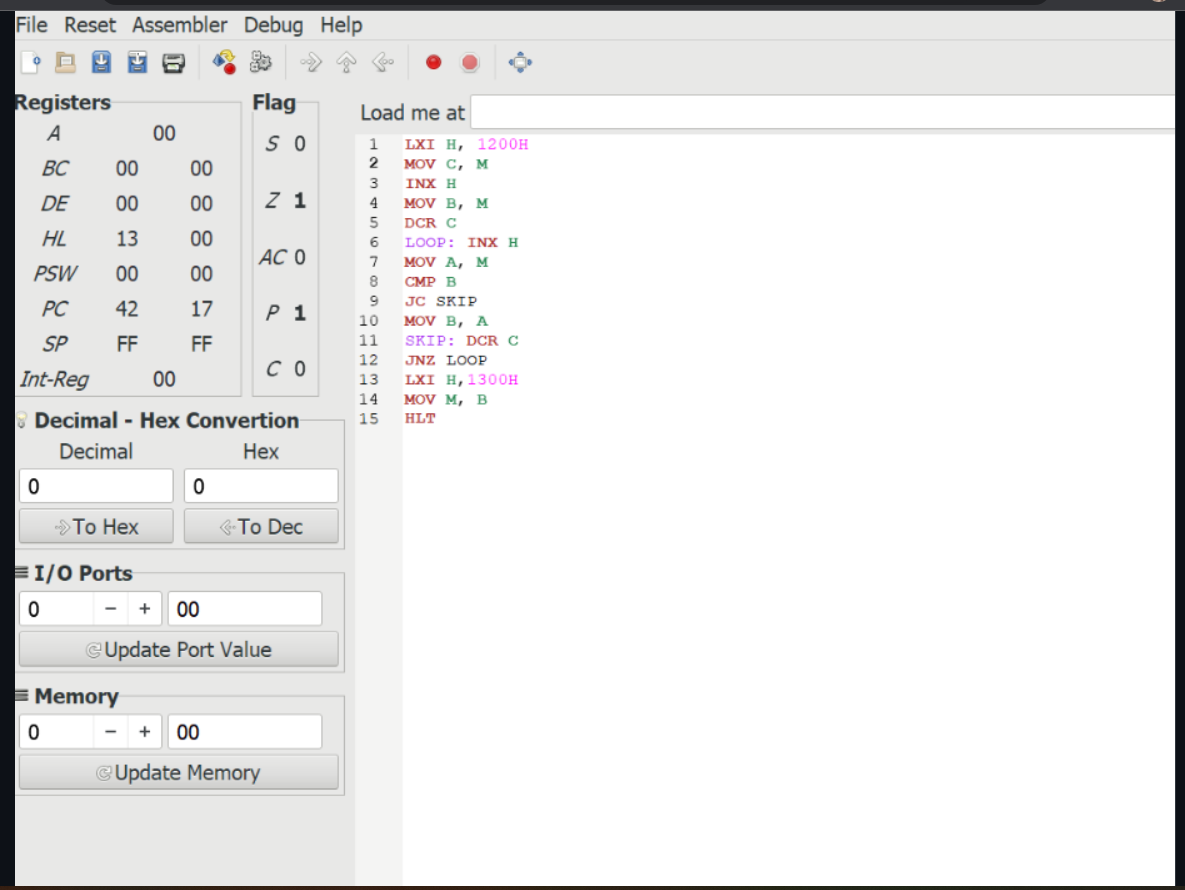 File Reset Assembler Debug Help
Registers
A 00
BC 00 00
DE 00 00
HL 13 00
PSW 00 00
PC 42 17
SP FF FF
Int-Reg 00
Flag
S 0
Z 1
AC 0
P 1
C 0
Decimal - Hex Convertion
Decimal Hex
0 0
To Hex To Dec
I/O Ports
0 − + 00
Update Port Value
Memory
0 − + 00
Update Memory
Load me at
1 LXI H, 1200H
2 MOV C, M
3 INX H
4 MOV B, M
5 DCR C
6 LOOP: INX H
7 MOV A, M
8 CMP B
9 JC SKIP
10 MOV B, A
11 SKIP: DCR C
12 JNZ LOOP
13 LXI H,1300H
14 MOV M, B
15 HLT